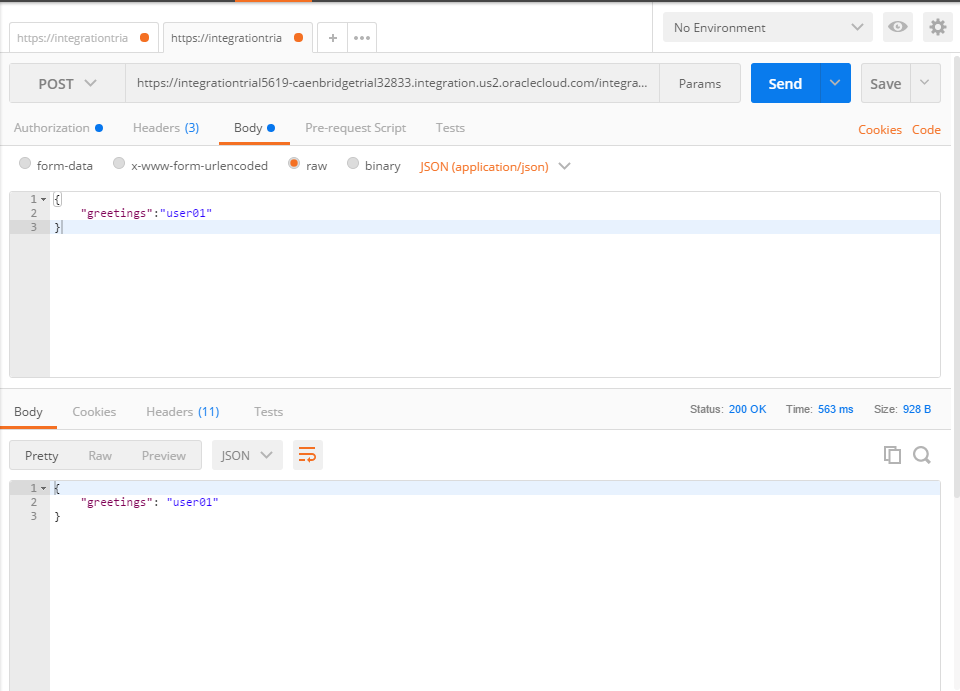 https://integrationtria https://integrationtria + ••• No Environment
POST https://integrationtrial5619-caenbridgetrial32833.integration.us2.oraclecloud.com/integra... Params Send Save
Authorization Headers (3) Body Pre-request Script Tests Cookies Code
form-data x-www-form-urlencoded raw binary JSON (application/json)
1 {
2 "greetings":"user01"
3 }
Body Cookies Headers (11) Tests Status: 200 OK Time: 563 ms Size: 928 B
Pretty Raw Preview JSON
1 {
2 "greetings": "user01"
3 }